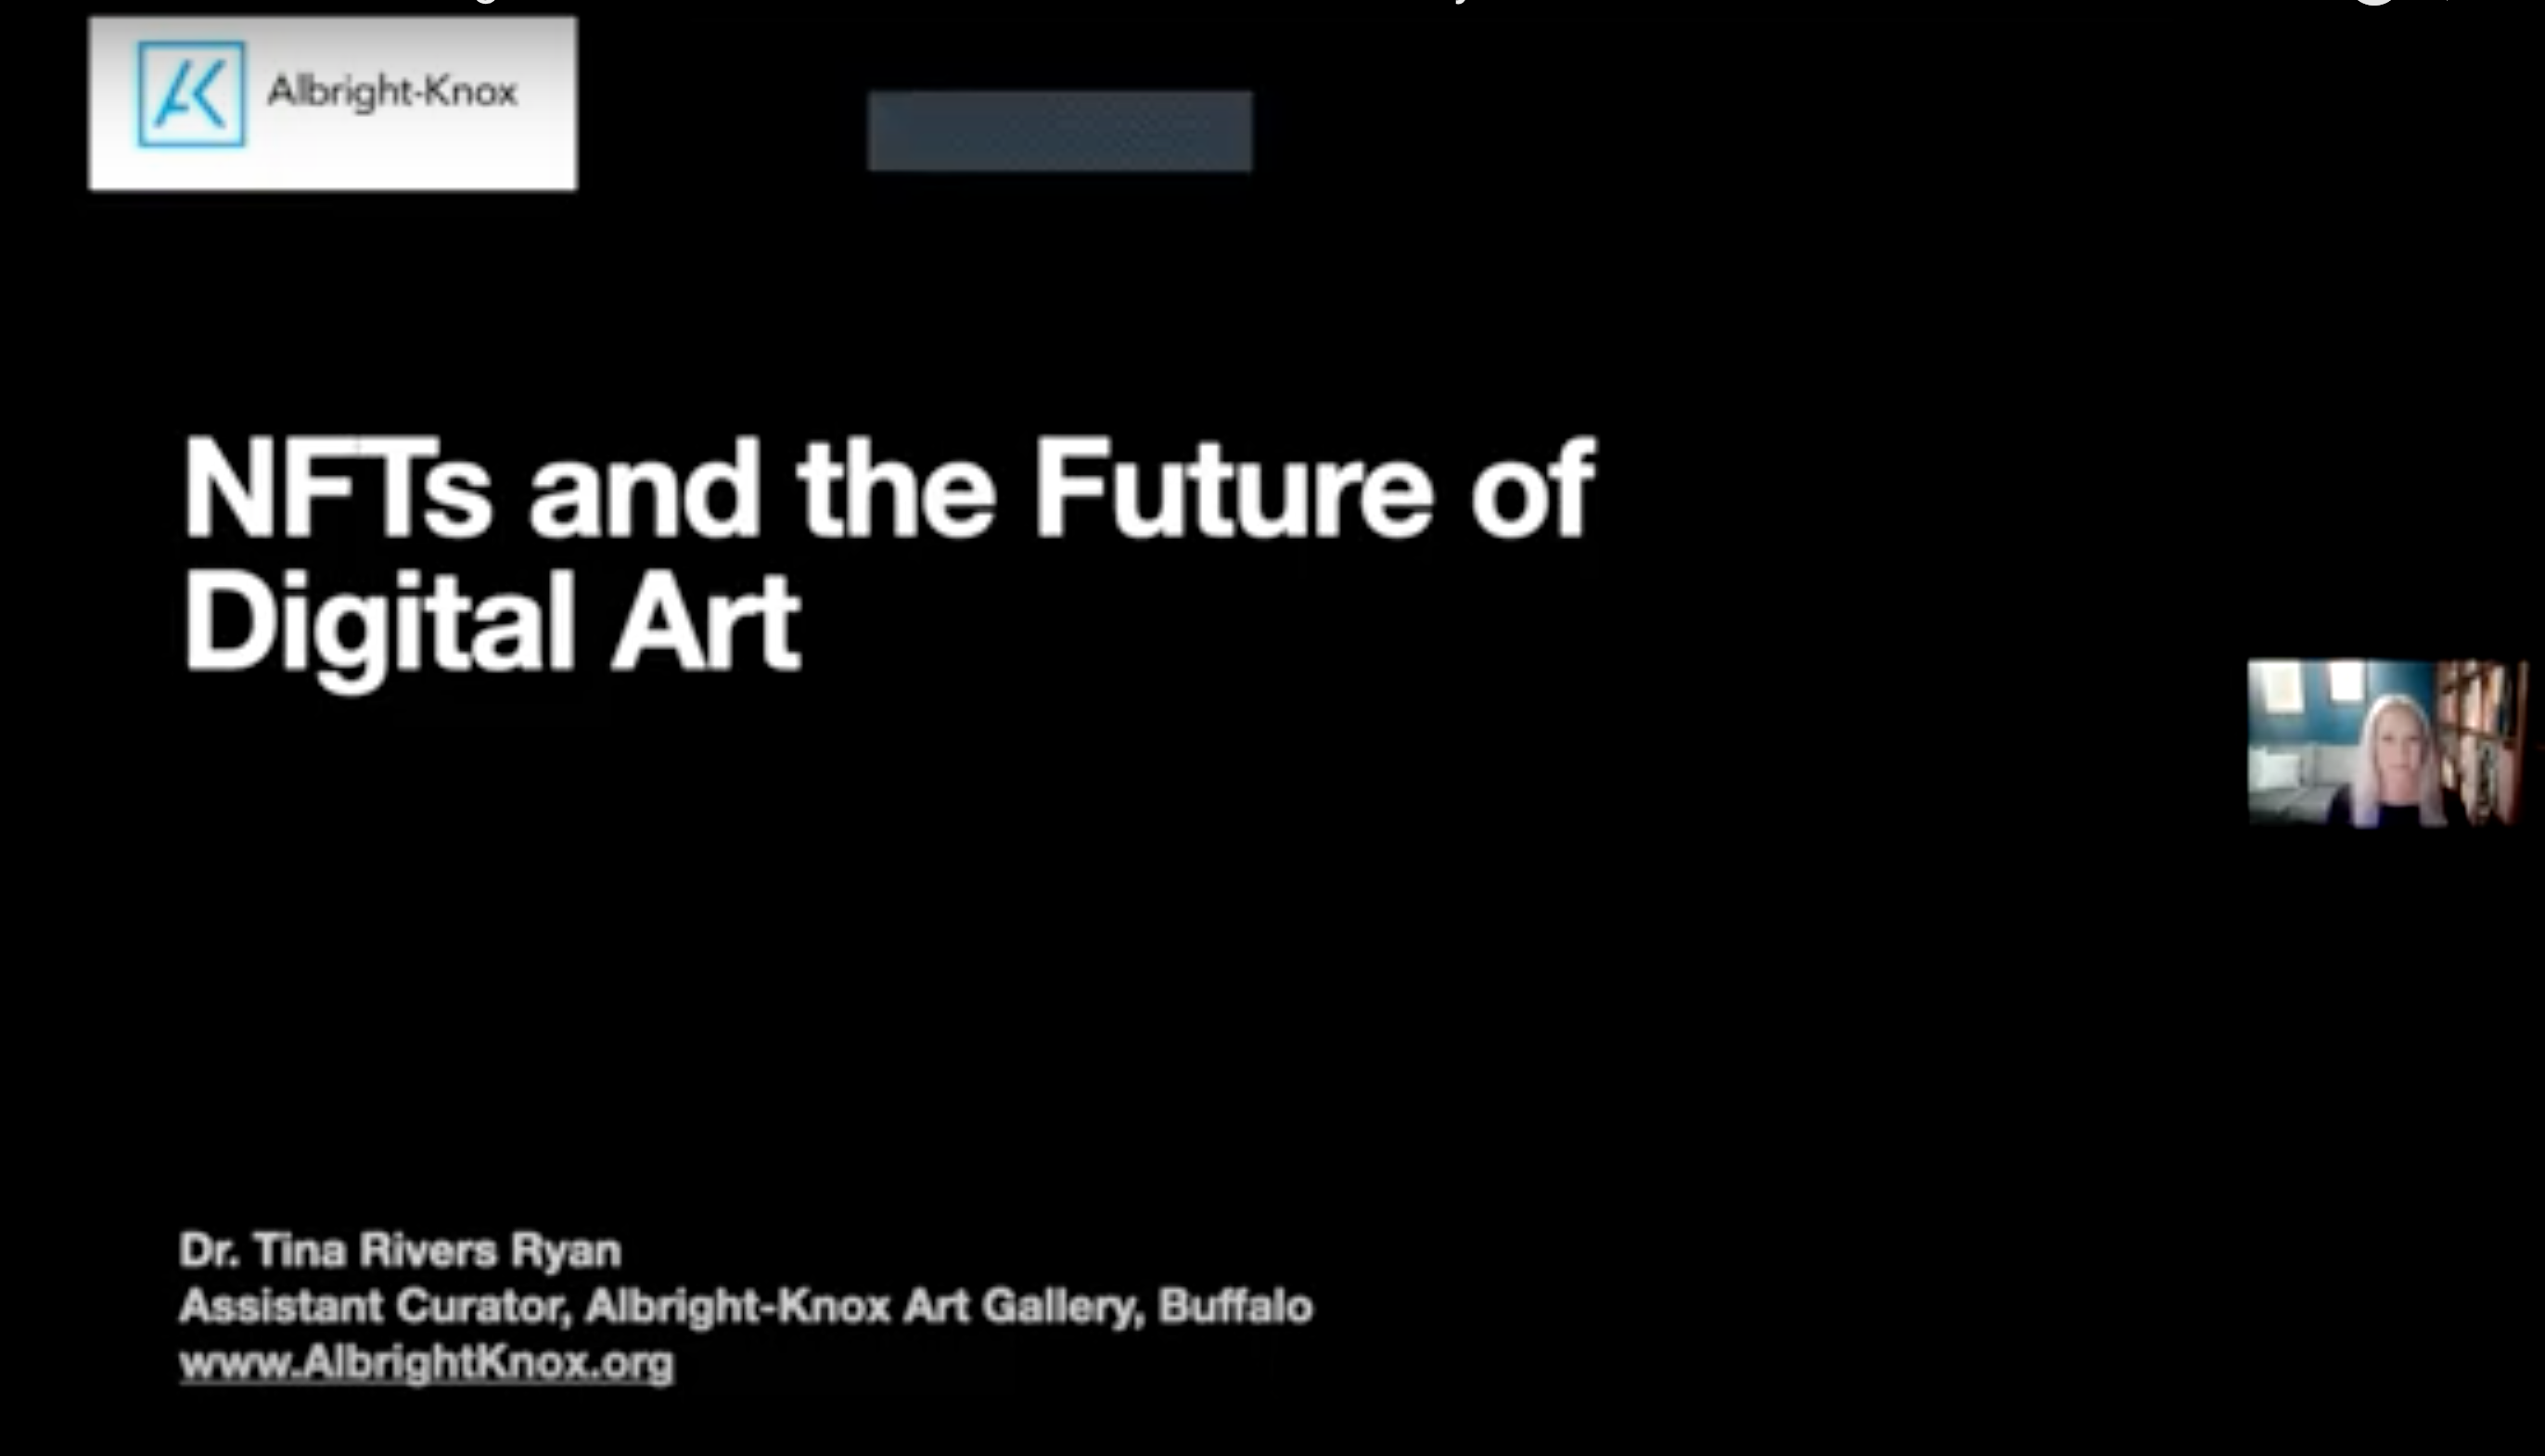 Albright-Knox
NFTs and the Future of
Digital Art
Dr. Tina Rivers Ryan
Assistant Curator, Albright-Knox Art Gallery, Buffalo
www.AlbrightKnox.org